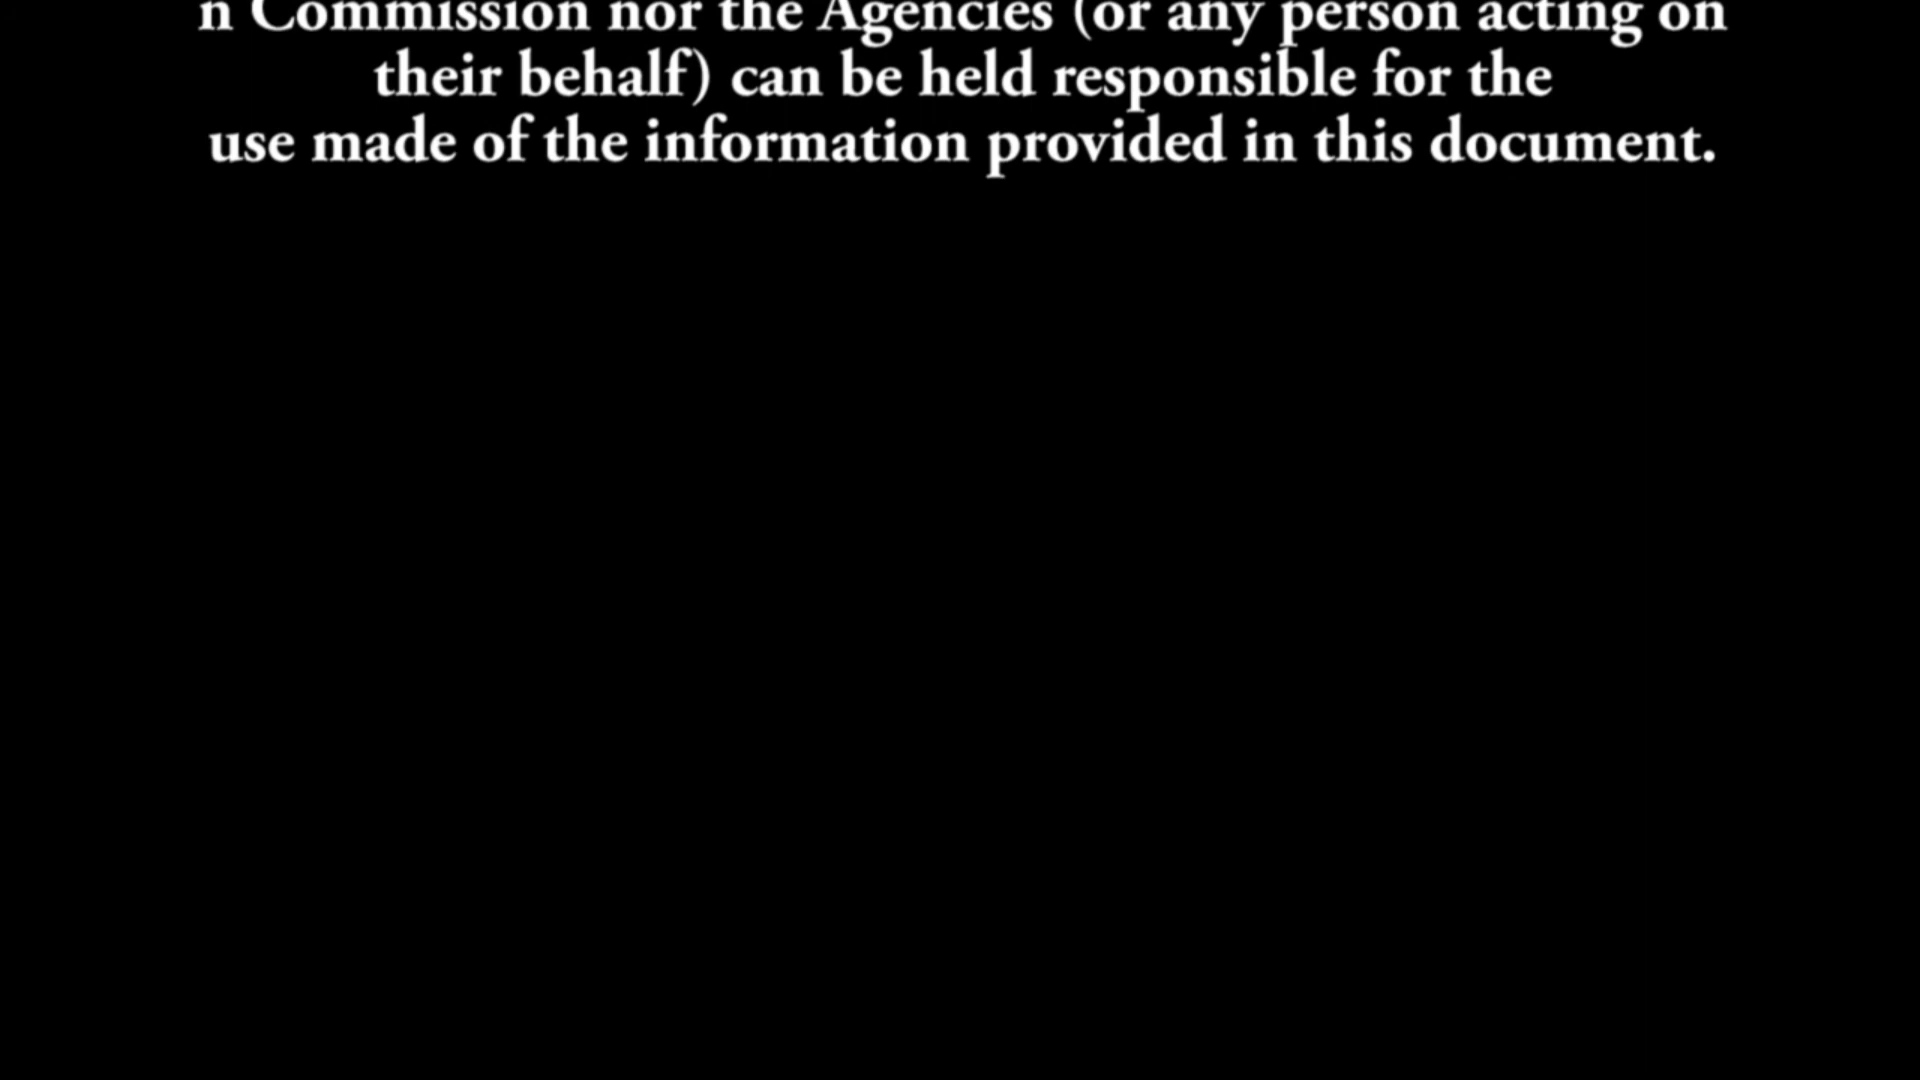 n Commission nor the Agencies (or any person acting on
their behalf) can be held responsible for the
use made of the information provided in this document.